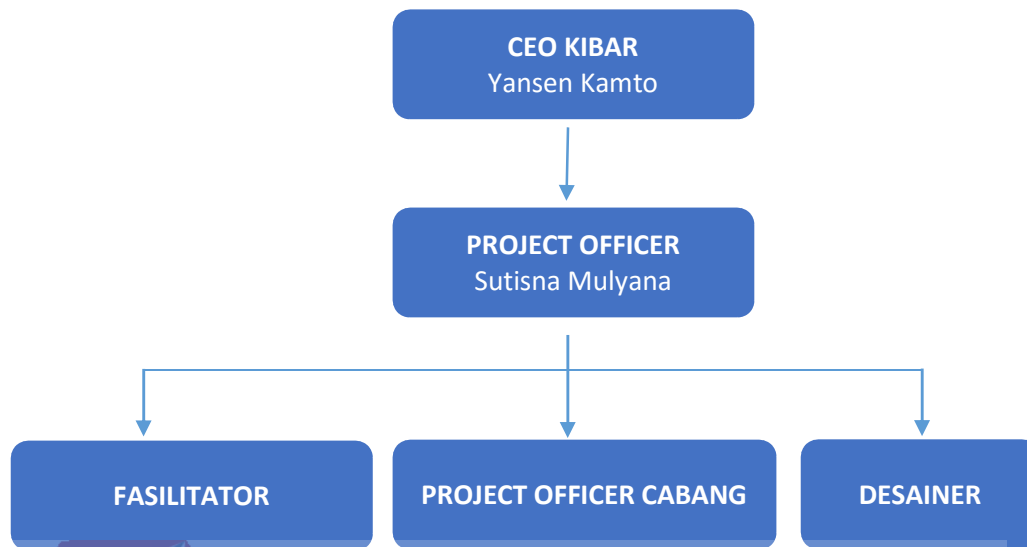 CEO KIBAR
Yansen Kamto
PROJECT OFFICER
Sutisna Mulyana
FASILITATOR
PROJECT OFFICER CABANG
DESAINER